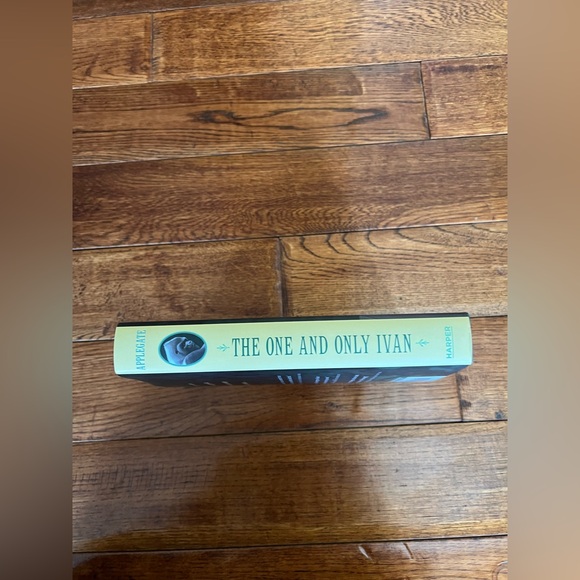 APPLEGATE
THE ONE AND ONLY IVAN
HARPER